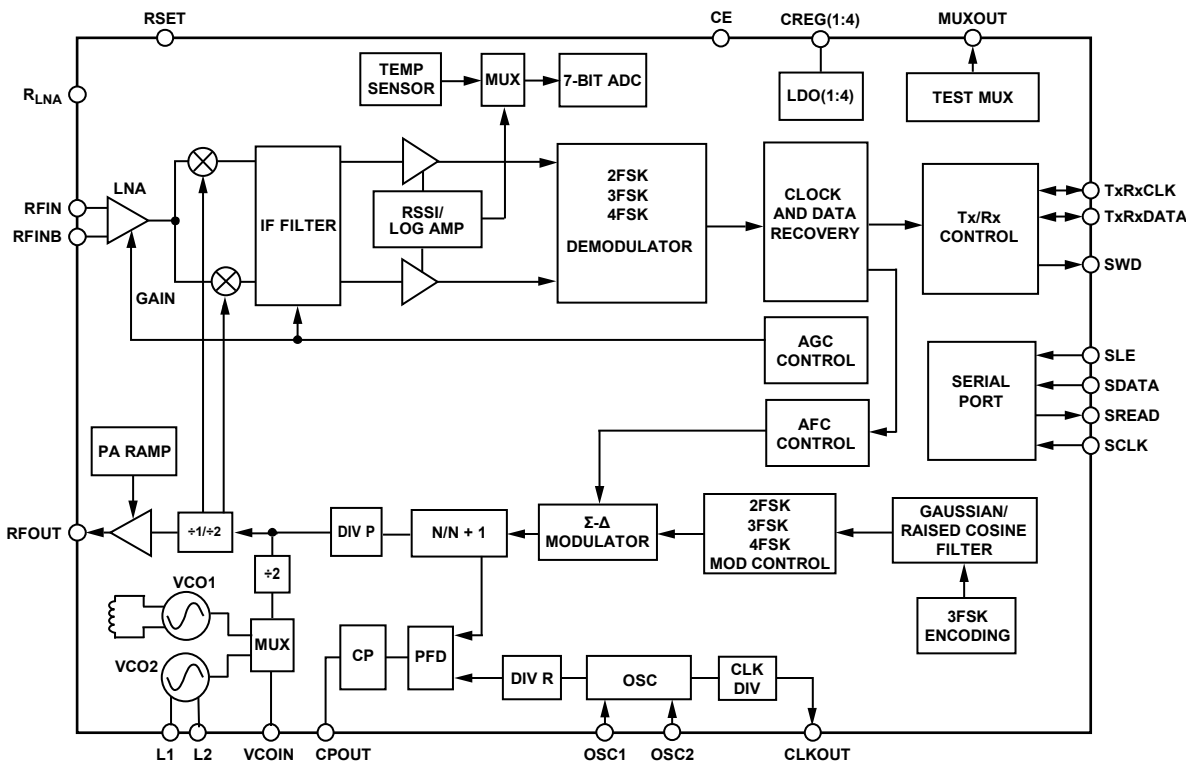 RSET
CE
CREG(1:4)
MUXOUT
RLNA
TEMP
SENSOR
MUX
7-BIT ADC
LDO(1:4)
TEST MUX
LNA
RFIN
RFINB
GAIN
IF FILTER
RSSI/
LOG AMP
2FSK
3FSK
4FSK
DEMODULATOR
CLOCK
AND DATA
RECOVERY
Tx/Rx
CONTROL
TxRxCLK
TxRxDATA
SWD
AGC
CONTROL
SERIAL
PORT
SLE
SDATA
SREAD
SCLK
AFC
CONTROL
PA RAMP
RFOUT
÷1/÷2
DIV P
N/N + 1
Σ-Δ
MODULATOR
2FSK
3FSK
4FSK
MOD CONTROL
GAUSSIAN/
RAISED COSINE
FILTER
÷2
VCO1
VCO2
MUX
CP
PFD
DIV R
OSC
CLK
DIV
3FSK
ENCODING
L1
L2
VCOIN
CPOUT
OSC1
OSC2
CLKOUT